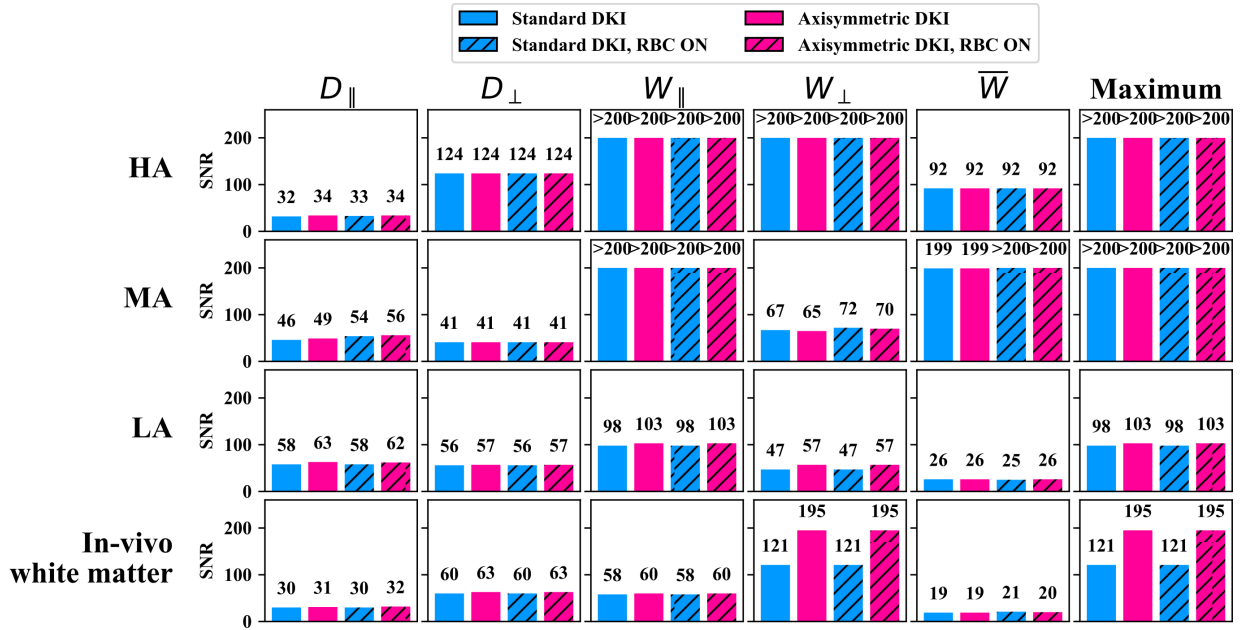 Standard DKI Axisymmetric DKI
Standard DKI, RBC ON Axisymmetric DKI, RBC ON
D∥ D⊥ W∥ W⊥ W̅ Maximum
HA
SNR
200
100
0
32 34 33 34
124 124 124 124
>200 >200 >200 >200
>200 >200 >200 >200
92 92 92 92
>200 >200 >200 >200
MA
SNR
200
100
0
46 49 54 56
41 41 41 41
>200 >200 >200 >200
67 65 72 70
199 199 >200 >200
>200 >200 >200 >200
LA
SNR
200
100
0
58 63 58 62
56 57 56 57
98 103 98 103
47 57 47 57
26 26 25 26
98 103 98 103
In-vivo
white matter
SNR
200
100
0
30 31 30 32
60 63 60 63
58 60 58 60
121 195 121 195
19 19 21 20
121 195 121 195